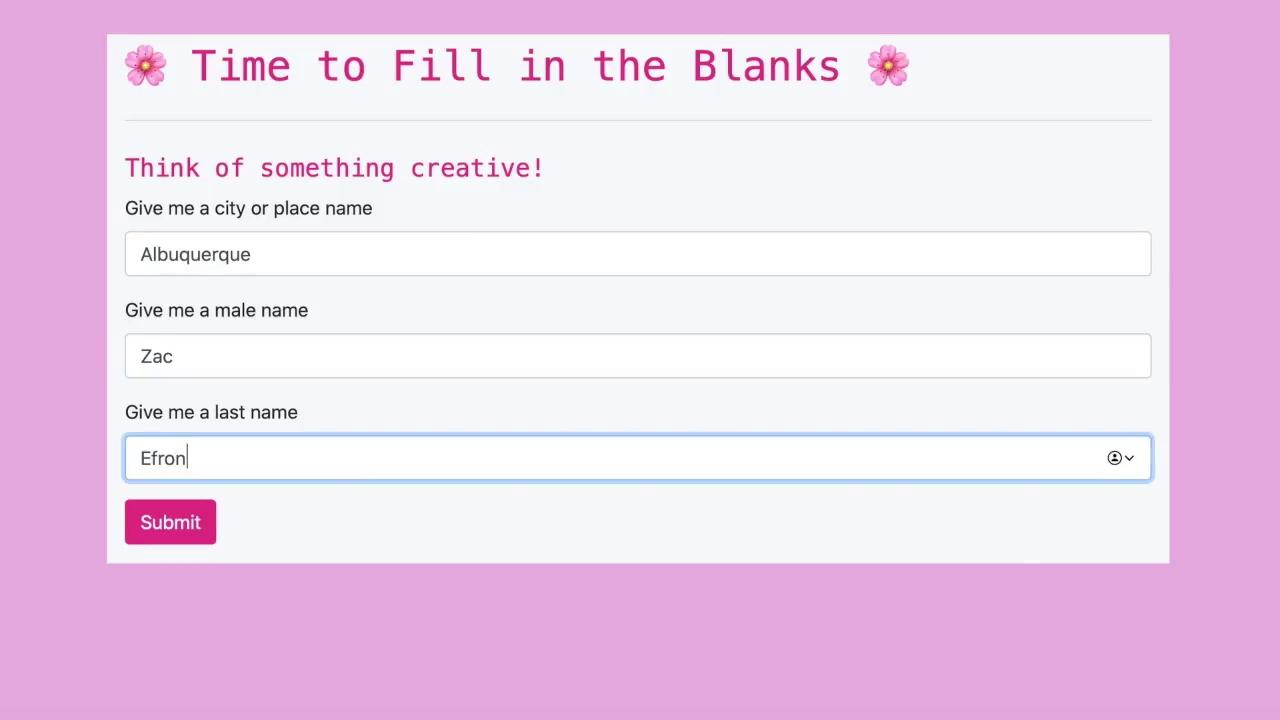 🌸 Time to Fill in the Blanks 🌸
Think of something creative!
Give me a city or place name
Albuquerque
Give me a male name
Zac
Give me a last name
Efron
Submit